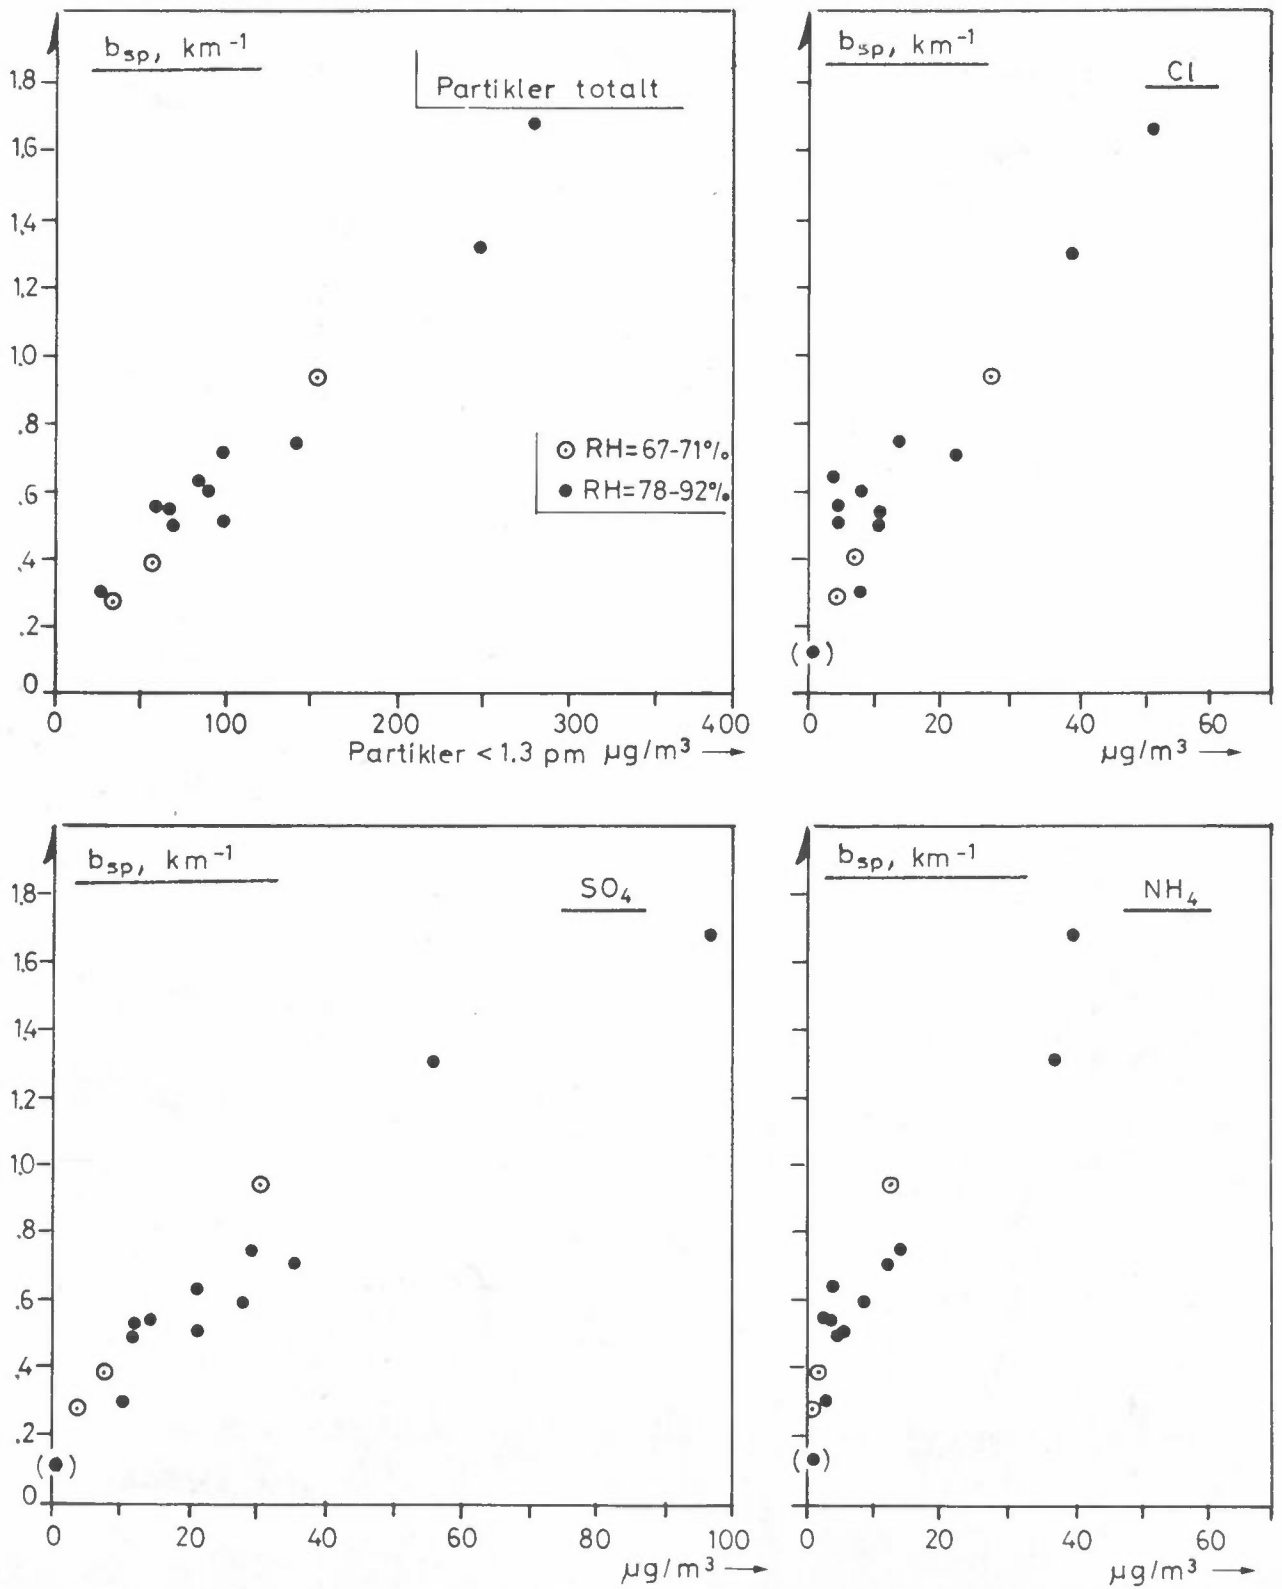 b_sp, km⁻¹
Partikler totalt
1.8
1.6
1.4
1.2
1.0
.8
.6
.4
.2
0
⊙ RH=67-71%
● RH=78-92%
0 100 200 300 400
Partikler <1.3 pm µg/m³ →
b_sp, km⁻¹
Cl
( )
0 20 40 60
µg/m³ →
b_sp, km⁻¹
SO₄
1.8
1.6
1.4
1.2
1.0
.8
.6
.4
.2
( )
0
0 20 40 60 80 100
µg/m³ →
b_sp, km⁻¹
NH₄
( )
0 20 40 60
µg/m³ →